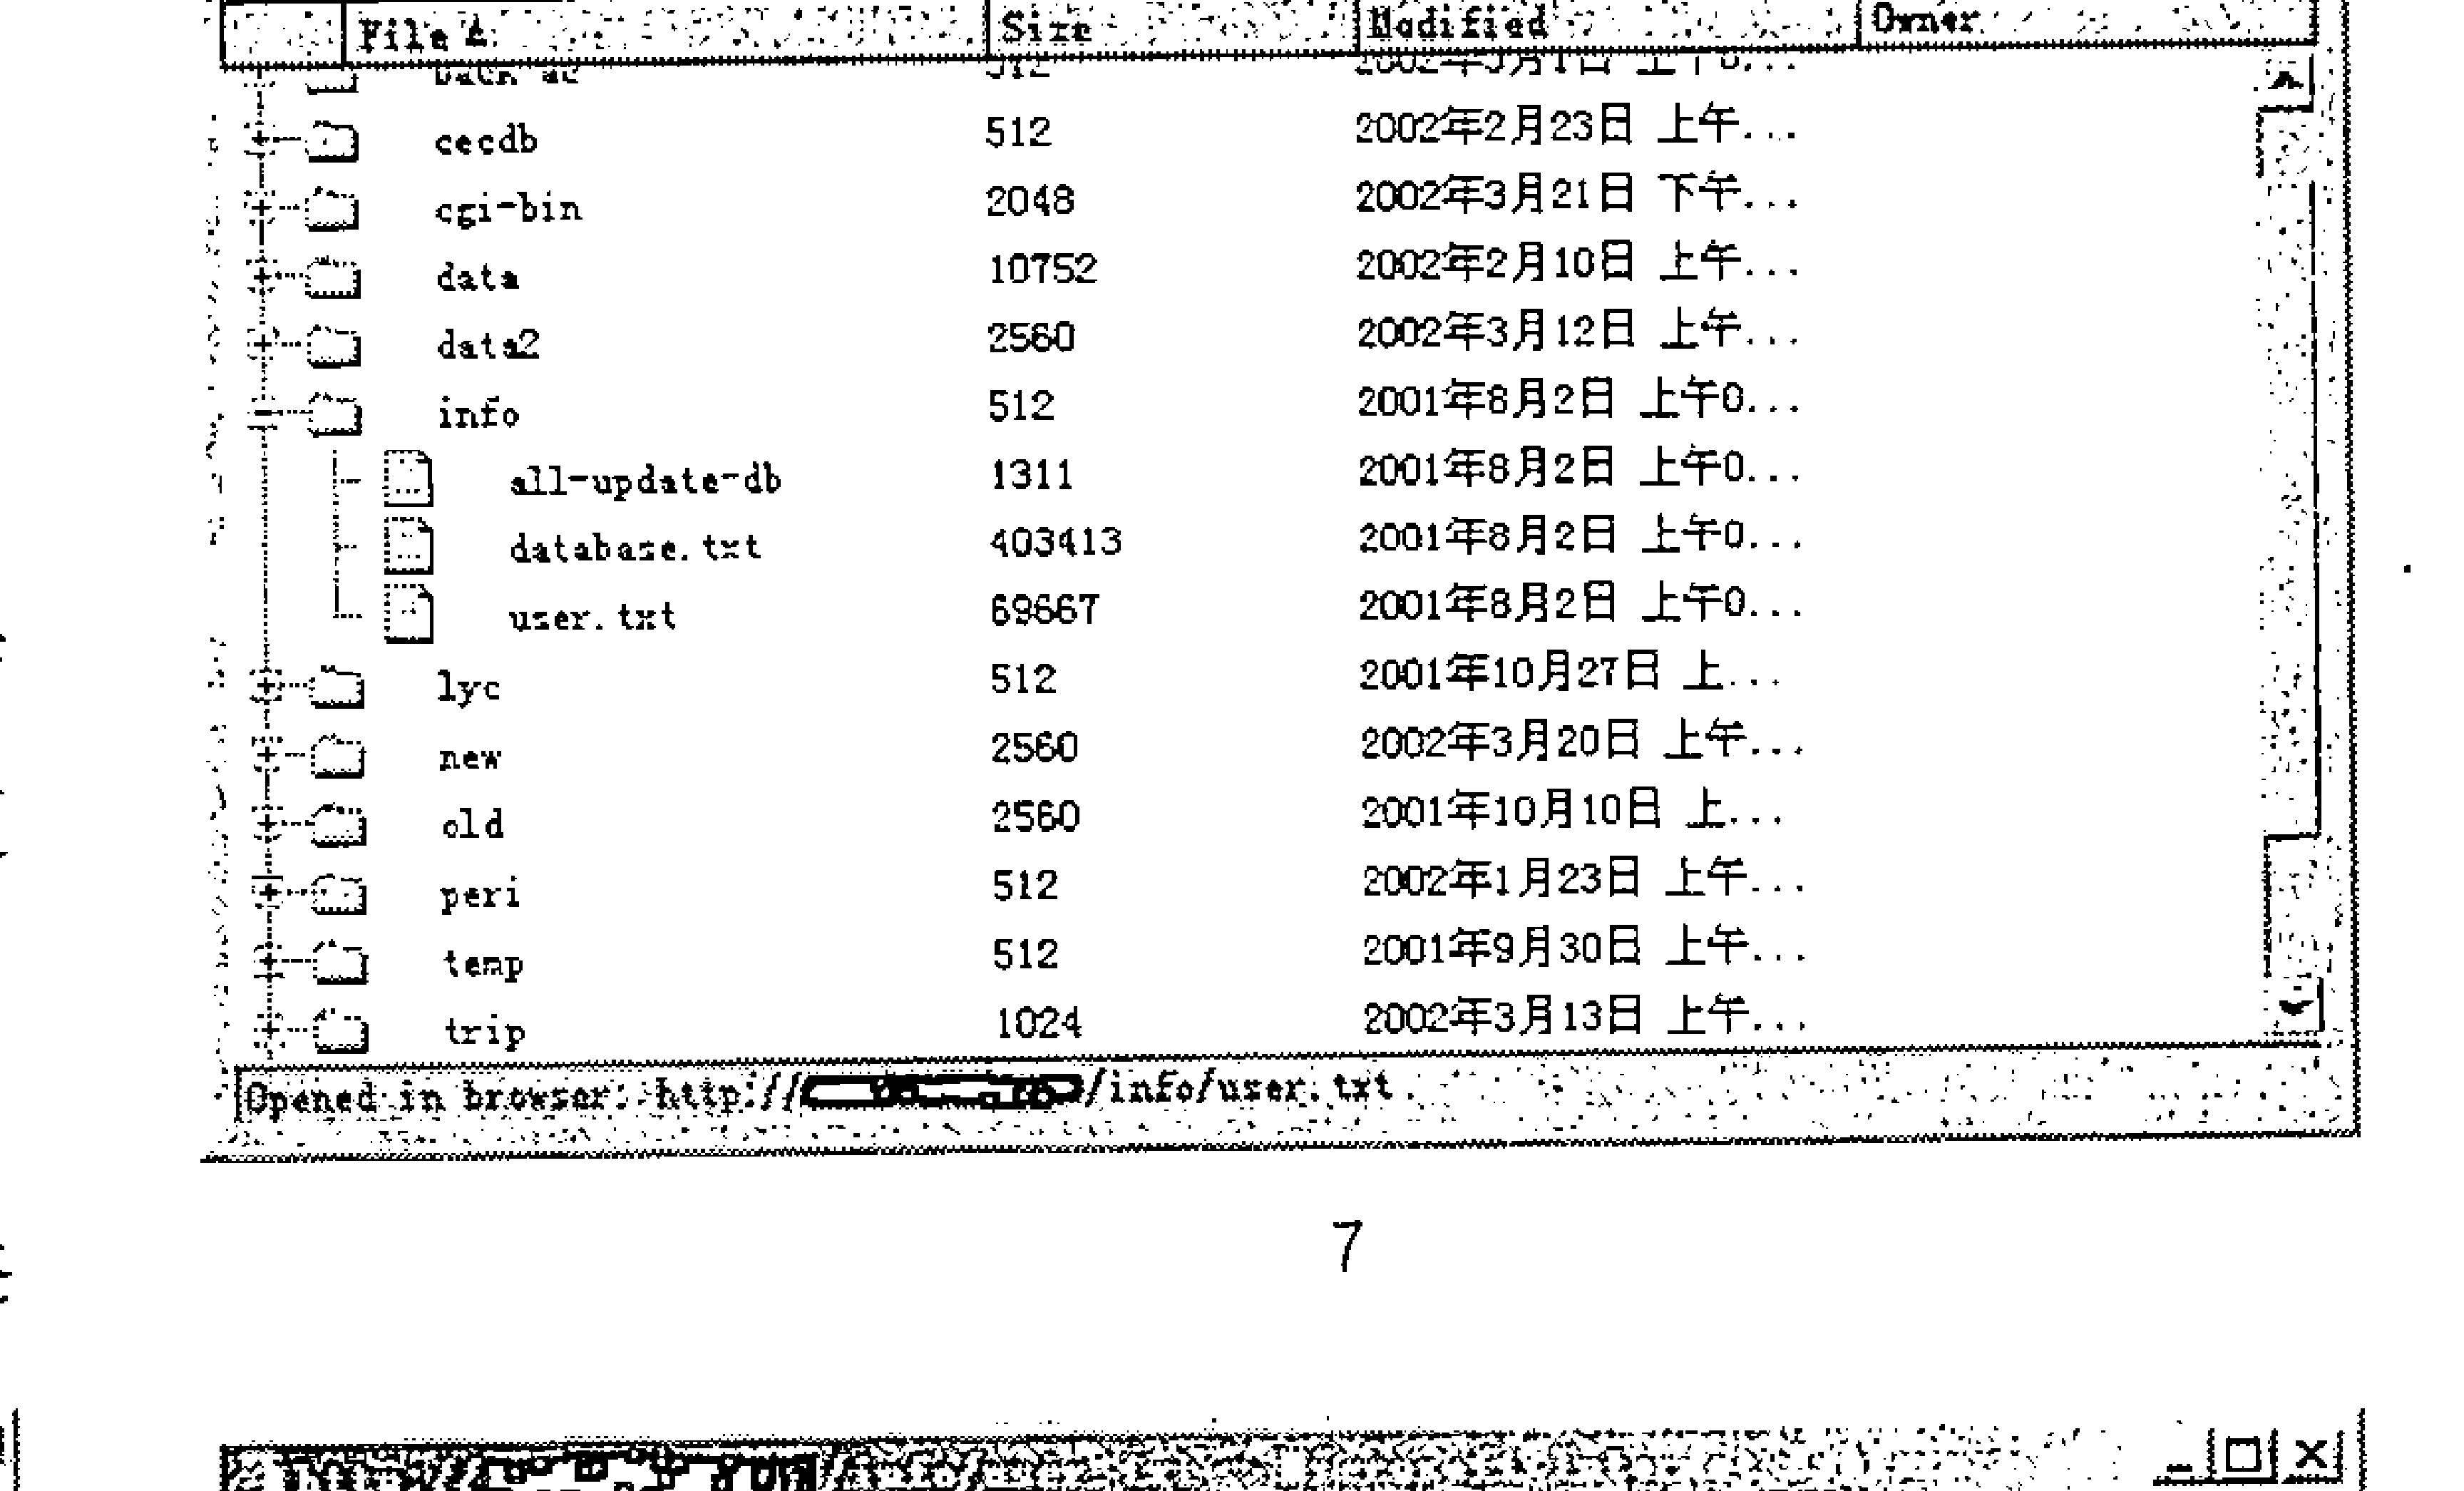 File Size Modified Owner
cecdb 512 2002年2月23日 上午...
cgi-bin 2048 2002年3月21日 下午...
data 10752 2002年2月10日 上午...
data2 2560 2002年3月12日 上午...
info 512 2001年8月2日 上午0...
all-update-db 1311 2001年8月2日 上午0...
database.txt 403413 2001年8月2日 上午0...
user.txt 69667 2001年8月2日 上午0...
lyc 512 2001年10月27日 上...
new 2560 2002年3月20日 上午...
old 2560 2001年10月10日 上...
peri 512 2002年1月23日 上午...
temp 512 2001年9月30日 上午...
trip 1024 2002年3月13日 上午...
Opened in browser: http:// /info/user.txt
7